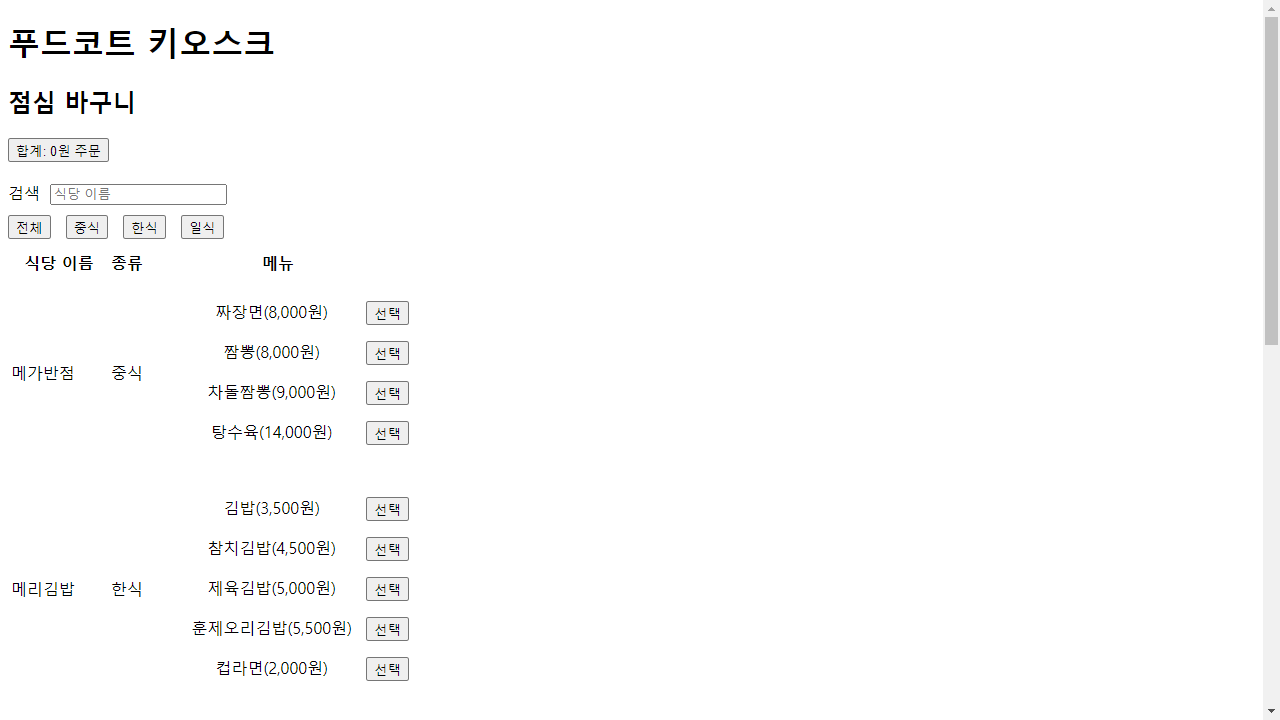 푸드코트 키오스크
점심 바구니
합계: 0원 주문
검색 식당 이름
전체 중식 한식 일식
식당 이름 종류 메뉴
짜장면(8,000원) 선택
짬뽕(8,000원) 선택
메가반점 중식
차돌짬뽕(9,000원) 선택
탕수육(14,000원) 선택
김밥(3,500원) 선택
참치김밥(4,500원) 선택
메리김밥 한식 제육김밥(5,000원) 선택
훈제오리김밥(5,500원) 선택
컵라면(2,000원) 선택